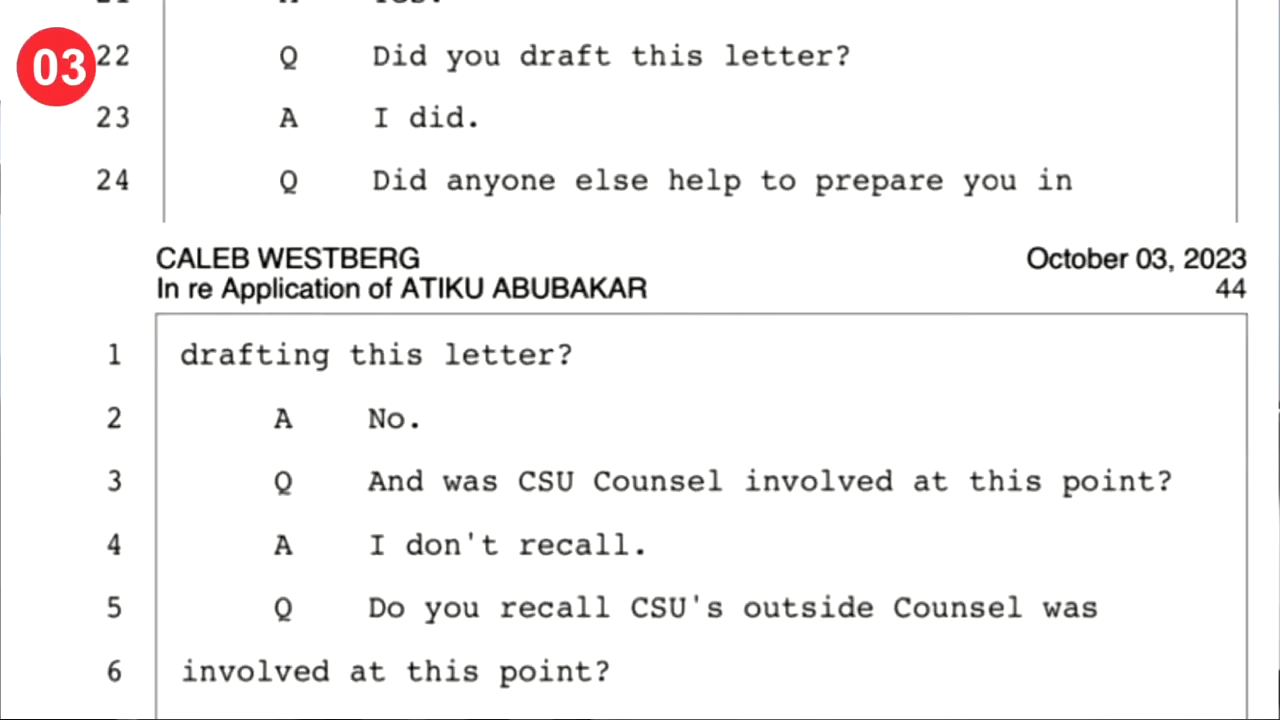 03
22 Q Did you draft this letter?
23 A I did.
24 Q Did anyone else help to prepare you in
CALEB WESTBERG October 03, 2023
In re Application of ATIKU ABUBAKAR 44
1 drafting this letter?
2 A No.
3 Q And was CSU Counsel involved at this point?
4 A I don't recall.
5 Q Do you recall CSU's outside Counsel was
6 involved at this point?